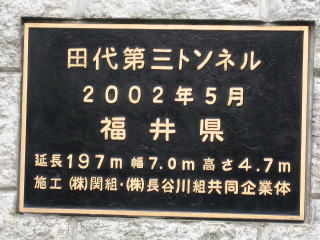 田代第三トンネル
2002年5月
福井県
延長197m 幅7.0m 高さ4.7m
施工 ㈱関組・㈱長谷川組共同企業体